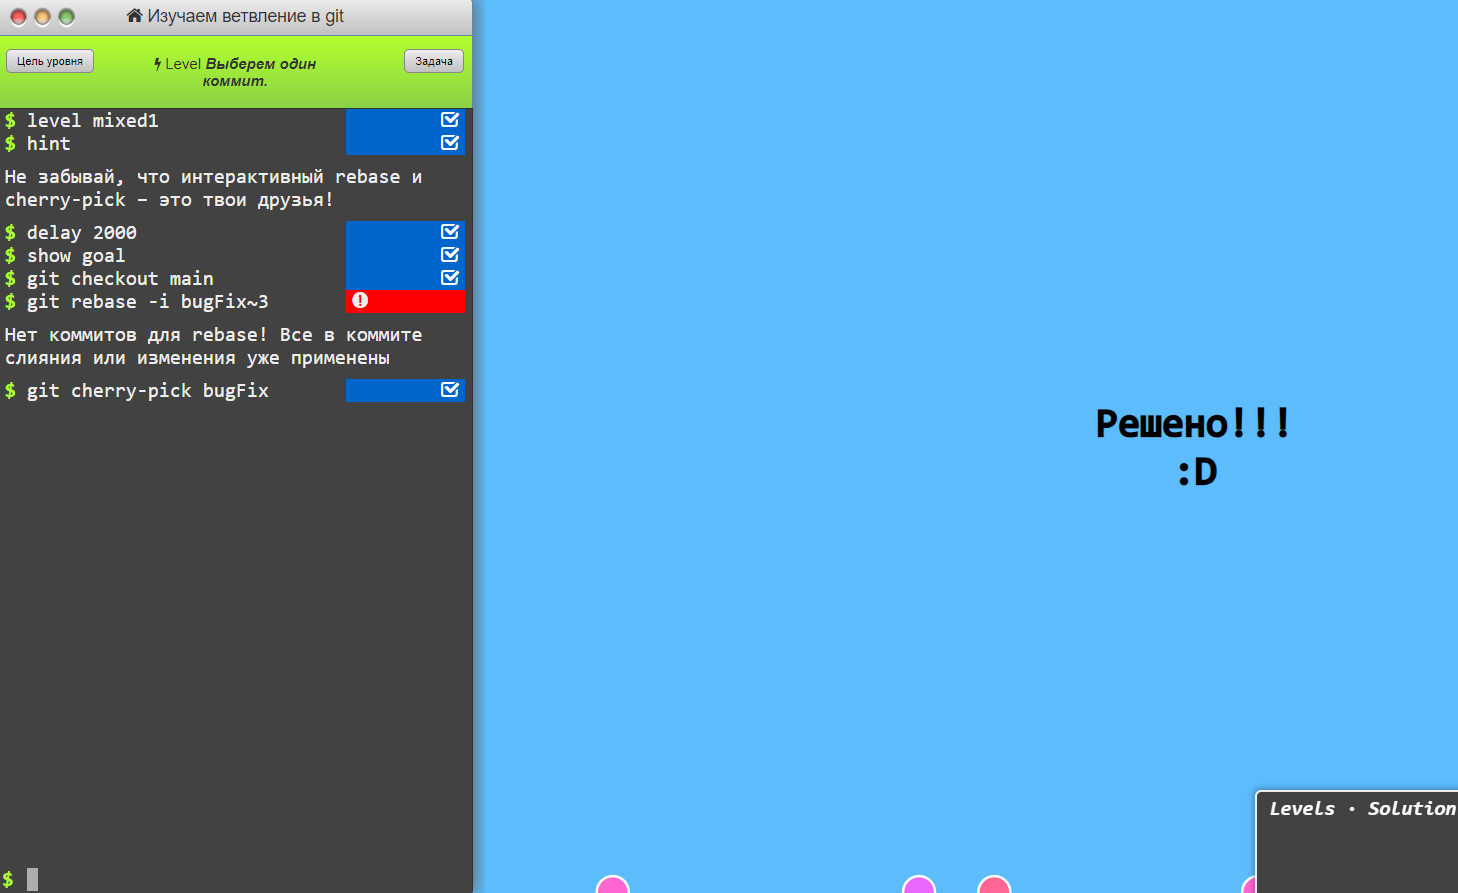 Изучаем ветвление в git
Цель уровня
Level Выберем один
коммит.
Задача
$ level mixed1
$ hint
Не забывай, что интерактивный rebase и
cherry-pick – это твои друзья!
$ delay 2000
$ show goal
$ git checkout main
$ git rebase -i bugFix~3
Нет коммитов для rebase! Все в коммите
слияния или изменения уже применены
$ git cherry-pick bugFix
$
Решено!!!
:D
Levels · Solution